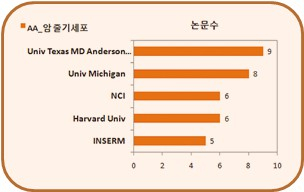 AA_암 줄기세포
논문수
Univ Texas MD Anderson ...
9
Univ Michigan
8
NCI
6
Harvard Univ
6
INSERM
5
0 2 4 6 8 10